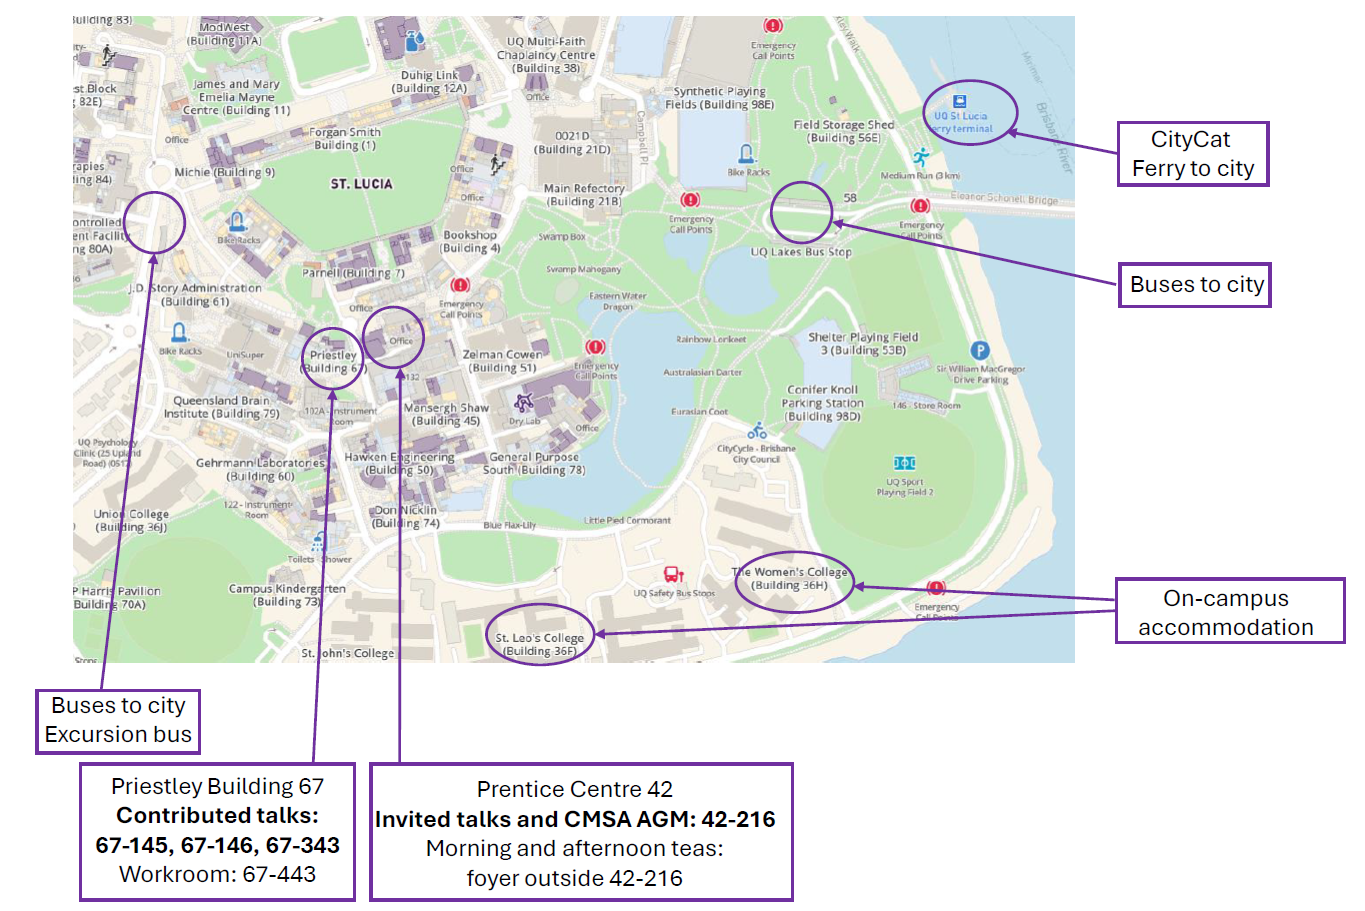 Building 83)
ModWest
(Building 11A)
UQ Multi-Faith
Chaplaincy Centre
(Building 38)
Emergency
Call Points
Duhig Link
(Building 12A)
James and Mary
Emelia Mayne
Centre (Building 11)
st Block
82E)
Office
Synthetic Playing
Fields (Building 98E)
UQ St Lucia
erry terminal
Brisbane River
CityCat
Ferry to city
Forgan Smith
Building (1)
Office
0021D
(Building 21D)
Campbell Pl
Field Storage Shed
(Building 56E)
rapies
ing 84)
Michie (Building 9)
ST. LUCIA
Office
Bike Racks
Medium Run (3 km)
Main Refectory
(Building 21B)
Office
58
Eleanor Schonell Bridge
ontrolled
ent Facility
ng 80A)
Bike Racks
Bookshop
(Building 4)
Swamp Box
Emergency
Call Points
Emergency
Call Points
UQ Lakes Bus Stop
Buses to city
Parnell (Building 7)
Swamp Mahogany
J.D. Story Administration
(Building 61)
Office
Emergency
Call Points
Eastern Water
Dragon
Bike Racks
UniSuper
Priestley
(Building 67
Office
Zelman Cowen
(Building 51)
Emergency
Call Points
Rainbow Lorikeet
Shelter Playing Field
3 (Building 53B)
P
Australasian Darter
Sir William MacGregor
Drive Parking
Queensland Brain
Institute (Building 79)
102A - Instrument
Room
Mansergh Shaw
(Building 45)
Dry Lab
Office
Eurasian Coot
Conifer Knoll
Parking Station
(Building 98D)
146 - Store Room
UQ Psychology
Clinic (25 Upland
Road) (0517
Gehrmann Laboratories
(Building 60)
Hawken Engineering
(Building 50)
General Purpose
South (Building 78)
CityCycle - Brisbane
City Council
UQ Sport
Playing Field 2
Union College
(Building 36J)
122 - Instrument
Room
Don Nicklin
(Building 74)
Blue Flax-Lily
Little Pied Cormorant
Toilets - Shower
P Harris Pavilion
Building 70A)
Campus Kindergarten
(Building 73)
UQ Safety Bus Stops
The Women's College
(Building 36H)
Emergency
Call Points
On-campus
accommodation
St. John's College
St. Leo's College
(Building 36F)
Buses to city
Excursion bus
Priestley Building 67
Contributed talks:
67-145, 67-146, 67-343
Workroom: 67-443
Prentice Centre 42
Invited talks and CMSA AGM: 42-216
Morning and afternoon teas:
foyer outside 42-216